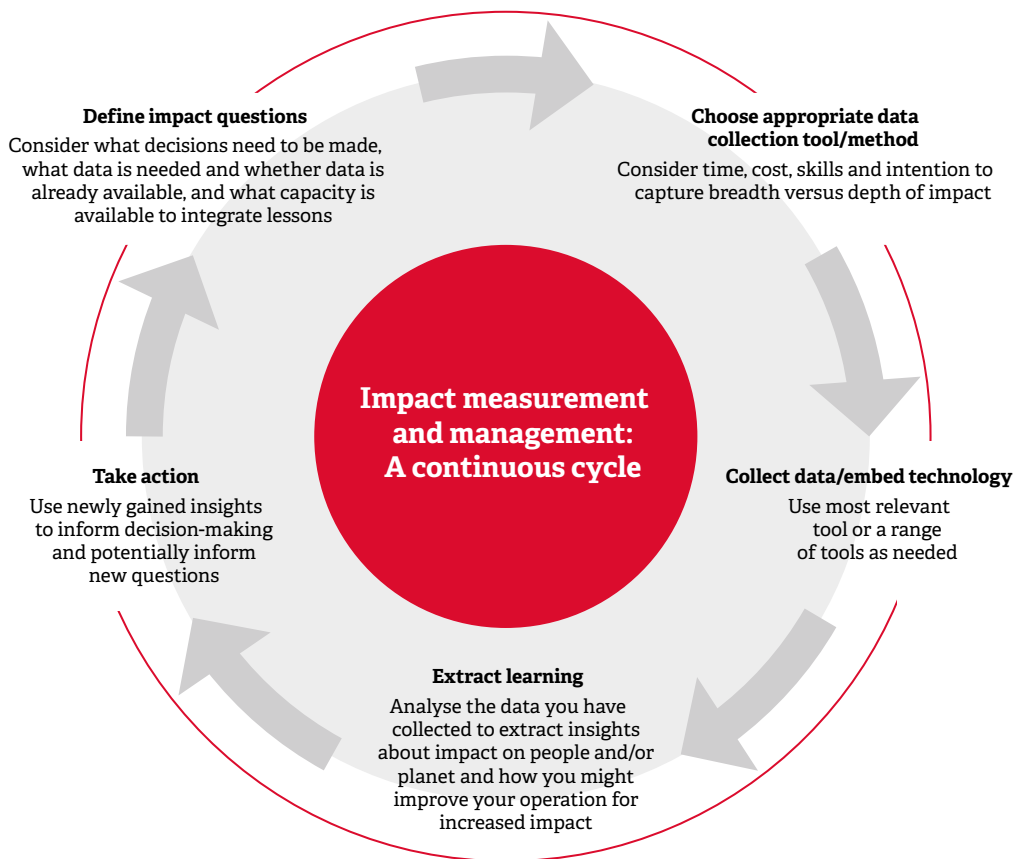 Define impact questions
Consider what decisions need to be made,
what data is needed and whether data is
already available, and what capacity is
available to integrate lessons
Choose appropriate data
collection tool/method
Consider time, cost, skills and intention to
capture breadth versus depth of impact
Impact measurement
and management:
A continuous cycle
Collect data/embed technology
Use most relevant
tool or a range
of tools as needed
Extract learning
Analyse the data you have
collected to extract insights
about impact on people and/or
planet and how you might
improve your operation for
increased impact
Take action
Use newly gained insights
to inform decision-making
and potentially inform
new questions